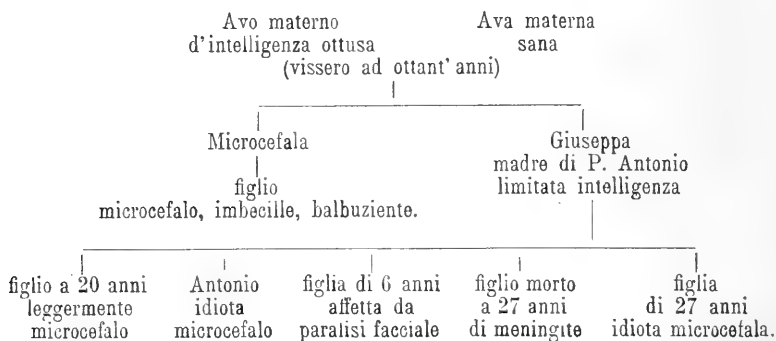 Avo materno Ava materna
d'intelligenza ottusa sana
(vissero ad ottant' anni)
Microcefala Giuseppa
madre di P. Antonio
figlio limitata intelligenza
microcefalo, imbecille, balbuziente.
figlio a 20 anni Antonio figlia di 6 anni figlio morto figlia
leggermente idiota affetta da a 27 anni di 27 anni
microcefalo microcefalo paralisi facciale di meningite idiota microcefala.